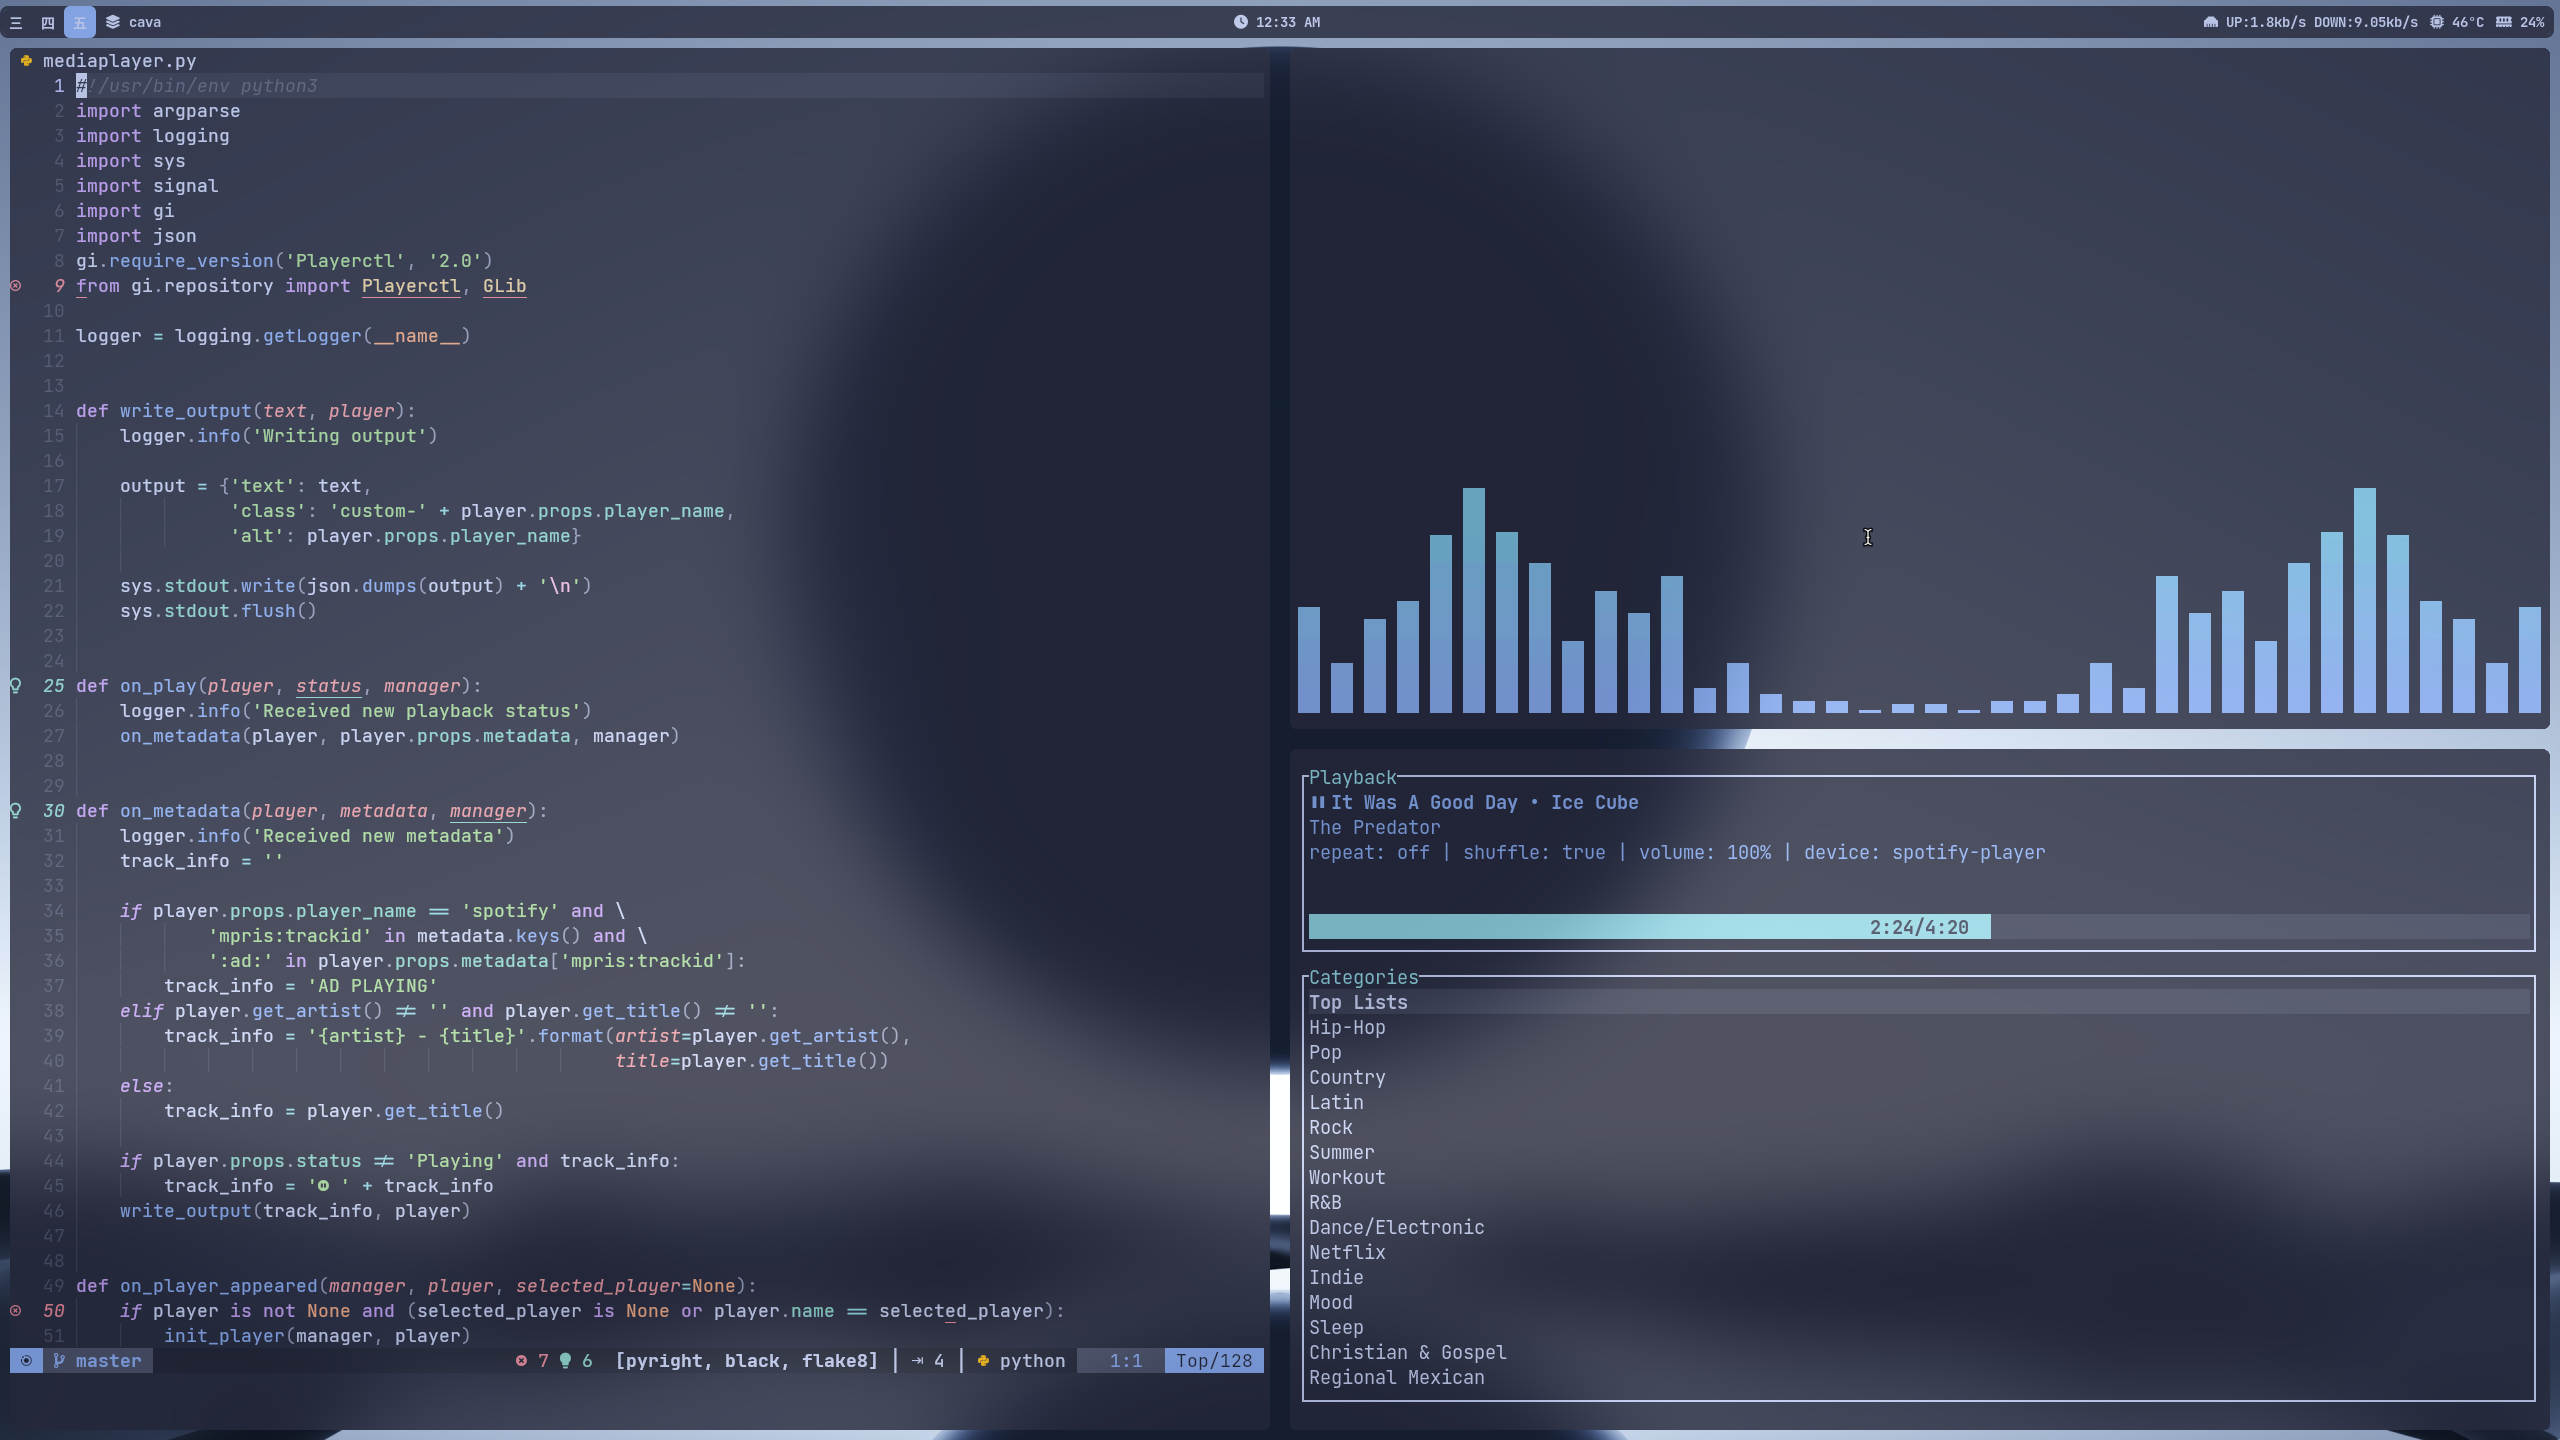 三 四 五 cava
12:33 AM
UP:1.8kb/s DOWN:9.05kb/s 46°C 24%
mediaplayer.py
1 #!/usr/bin/env python3
2 import argparse
3 import logging
4 import sys
5 import signal
6 import gi
7 import json
8 gi.require_version('Playerctl', '2.0')
9 from gi.repository import Playerctl, GLib
10
11 logger = logging.getLogger(__name__)
12
13
14 def write_output(text, player):
15     logger.info('Writing output')
16
17     output = {'text': text,
18               'class': 'custom-' + player.props.player_name,
19               'alt': player.props.player_name}
20
21     sys.stdout.write(json.dumps(output) + '\n')
22     sys.stdout.flush()
23
24
25 def on_play(player, status, manager):
26     logger.info('Received new playback status')
27     on_metadata(player, player.props.metadata, manager)
28
29
30 def on_metadata(player, metadata, manager):
31     logger.info('Received new metadata')
32     track_info = ''
33
34     if player.props.player_name == 'spotify' and \
35             'mpris:trackid' in metadata.keys() and \
36             ':ad:' in player.props.metadata['mpris:trackid']:
37         track_info = 'AD PLAYING'
38     elif player.get_artist() != '' and player.get_title() != '':
39         track_info = '{artist} - {title}'.format(artist=player.get_artist(),
40                                                  title=player.get_title())
41     else:
42         track_info = player.get_title()
43
44     if player.props.status != 'Playing' and track_info:
45         track_info = '⏸ ' + track_info
46     write_output(track_info, player)
47
48
49 def on_player_appeared(manager, player, selected_player=None):
50     if player is not None and (selected_player is None or player.name == selected_player):
51         init_player(manager, player)
master 7 6 [pyright, black, flake8] | ⇥ 4 | python 1:1 Top/128
Playback
It Was A Good Day • Ice Cube
The Predator
repeat: off | shuffle: true | volume: 100% | device: spotify-player
2:24/4:20
Categories
Top Lists
Hip-Hop
Pop
Country
Latin
Rock
Summer
Workout
R&B
Dance/Electronic
Netflix
Indie
Mood
Sleep
Christian & Gospel
Regional Mexican